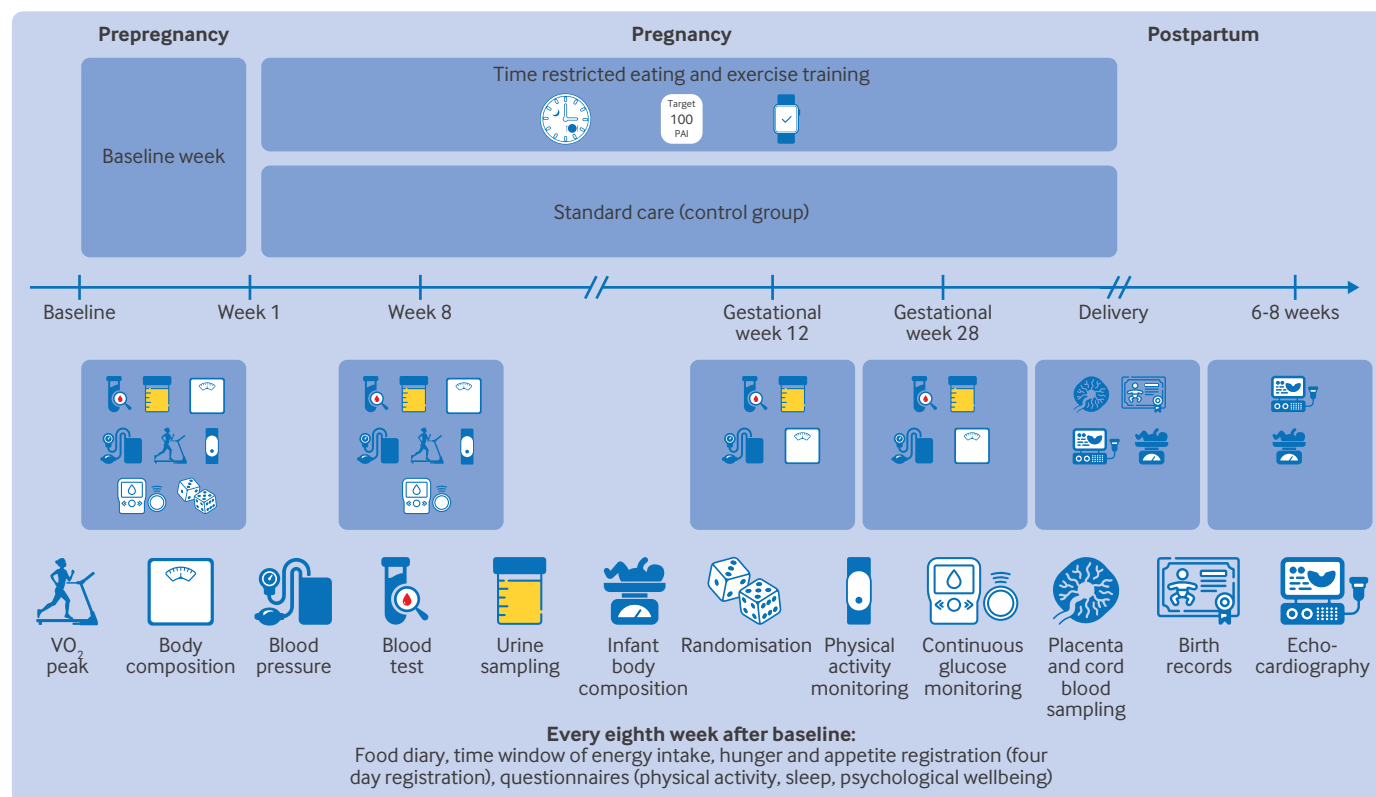 Prepregnancy
Pregnancy
Postpartum
Baseline week
Time restricted eating and exercise training
Target
100
PAI
Standard care (control group)
Baseline
Week 1
Week 8
Gestational
week 12
Gestational
week 28
Delivery
6-8 weeks
VO2
peak
Body
composition
Blood
pressure
Blood
test
Urine
sampling
Infant
body
composition
Randomisation
Physical
activity
monitoring
Continuous
glucose
monitoring
Placenta
and cord
blood
sampling
Birth
records
Echo-
cardiography
Every eighth week after baseline:
Food diary, time window of energy intake, hunger and appetite registration (four
day registration), questionnaires (physical activity, sleep, psychological wellbeing)